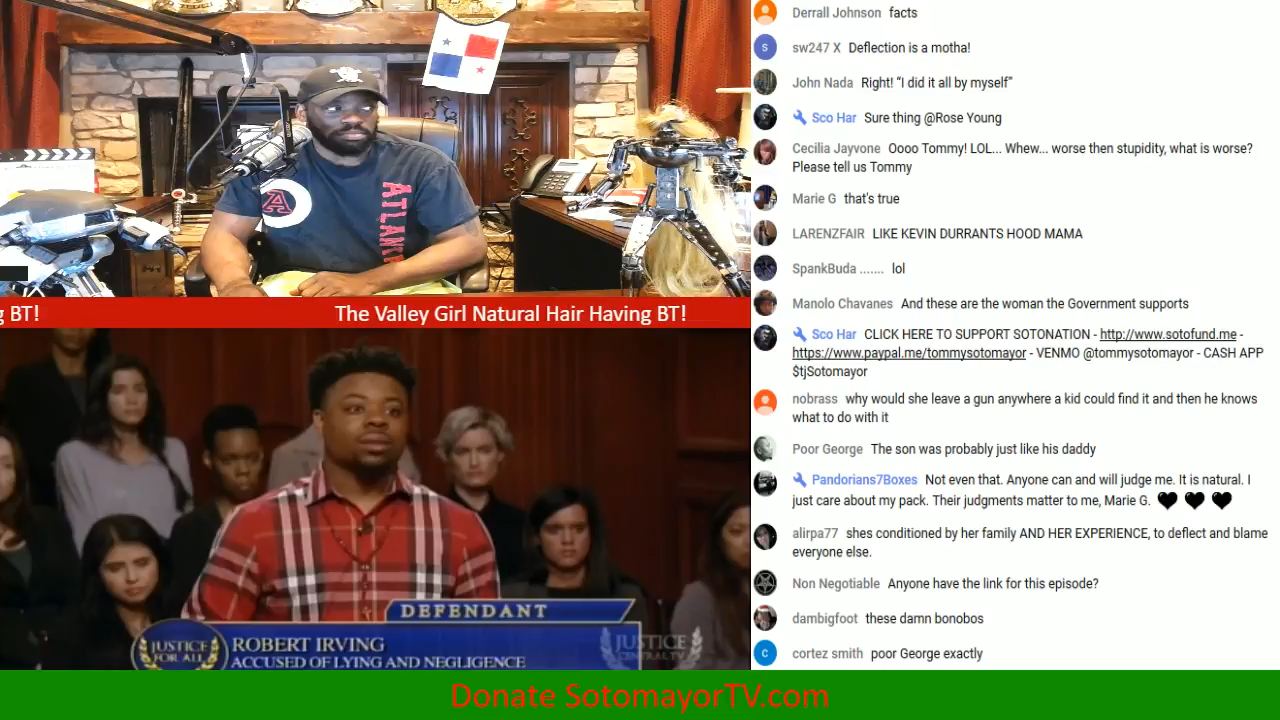 ATLANTA
A
g BT!
The Valley Girl Natural Hair Having BT!
DEFENDANT
JUSTICE
FOR ALL
ROBERT IRVING
ACCUSED OF LYING AND NEGLIGENCE
JUSTICE
CENTRAL.TV
Derrall Johnson facts
S
sw247 X Deflection is a motha!
John Nada Right! "I did it all by myself"
Sco Har Sure thing @Rose Young
Cecilia Jayvone Oooo Tommy! LOL... Whew... worse then stupidity, what is worse?
Please tell us Tommy
Marie G that's true
LARENZFAIR LIKE KEVIN DURRANTS HOOD MAMA
SpankBuda ....... lol
Manolo Chavanes And these are the woman the Government supports
Sco Har CLICK HERE TO SUPPORT SOTONATION - http://www.sotofund.me -
https://www.paypal.me/tommysotomayor - VENMO @tommysotomayor - CASH APP
$tjSotomayor
nobrass why would she leave a gun anywhere a kid could find it and then he knows
what to do with it
Poor George The son was probably just like his daddy
Pandorians7Boxes Not even that. Anyone can and will judge me. It is natural. I
just care about my pack. Their judgments matter to me, Marie G. 🖤 🖤 🖤
alirpa77 shes conditioned by her family AND HER EXPERIENCE, to deflect and blame
everyone else.
Non Negotiable Anyone have the link for this episode?
dambigfoot these damn bonobos
c
cortez smith poor George exactly
Donate SotomayorTV.com